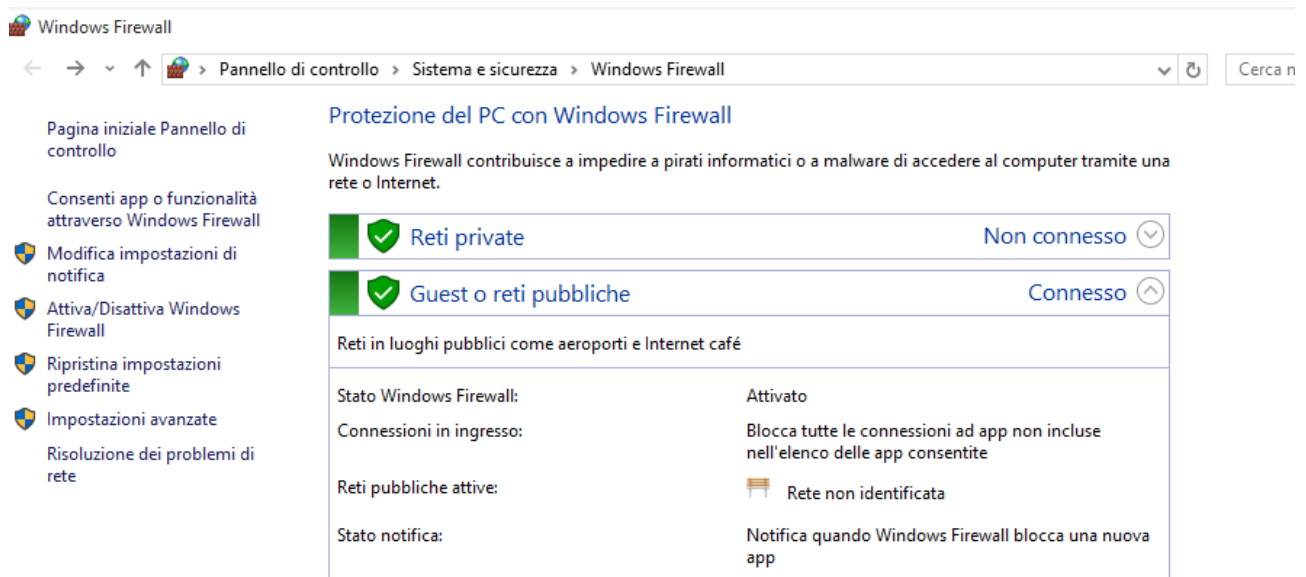 Windows Firewall
Pannello di controllo > Sistema e sicurezza > Windows Firewall
Cerca n
Pagina iniziale Pannello di
controllo
Consenti app o funzionalità
attraverso Windows Firewall
Modifica impostazioni di
notifica
Attiva/Disattiva Windows
Firewall
Ripristina impostazioni
predefinite
Impostazioni avanzate
Risoluzione dei problemi di
rete
Protezione del PC con Windows Firewall
Windows Firewall contribuisce a impedire a pirati informatici o a malware di accedere al computer tramite una
rete o Internet.
Reti private Non connesso
Guest o reti pubbliche Connesso
Reti in luoghi pubblici come aeroporti e Internet café
Stato Windows Firewall: Attivato
Connessioni in ingresso: Blocca tutte le connessioni ad app non incluse
nell'elenco delle app consentite
Reti pubbliche attive: Rete non identificata
Stato notifica: Notifica quando Windows Firewall blocca una nuova
app